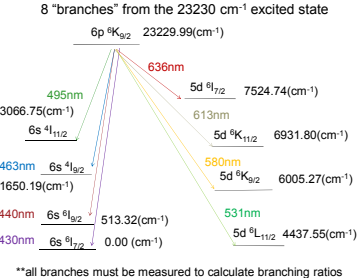 8 “branches” from the 23230 cm⁻¹ excited state
6p ⁶K₉/₂ 23229.99(cm⁻¹)
636nm
495nm
5d ⁶I₇/₂ 7524.74(cm⁻¹)
3066.75(cm⁻¹)
613nm
6s ⁴I₁₁/₂
5d ⁶K₁₁/₂ 6931.80(cm⁻¹)
463nm 6s ⁴I₉/₂
580nm
1650.19(cm⁻¹)
5d ⁶K₉/₂ 6005.27(cm⁻¹)
440nm 6s ⁶I₉/₂ 513.32(cm⁻¹)
531nm
430nm 6s ⁶I₇/₂ 0.00 (cm⁻¹)
5d ⁶L₁₁/₂ 4437.55(cm⁻¹)
**all branches must be measured to calculate branching ratios